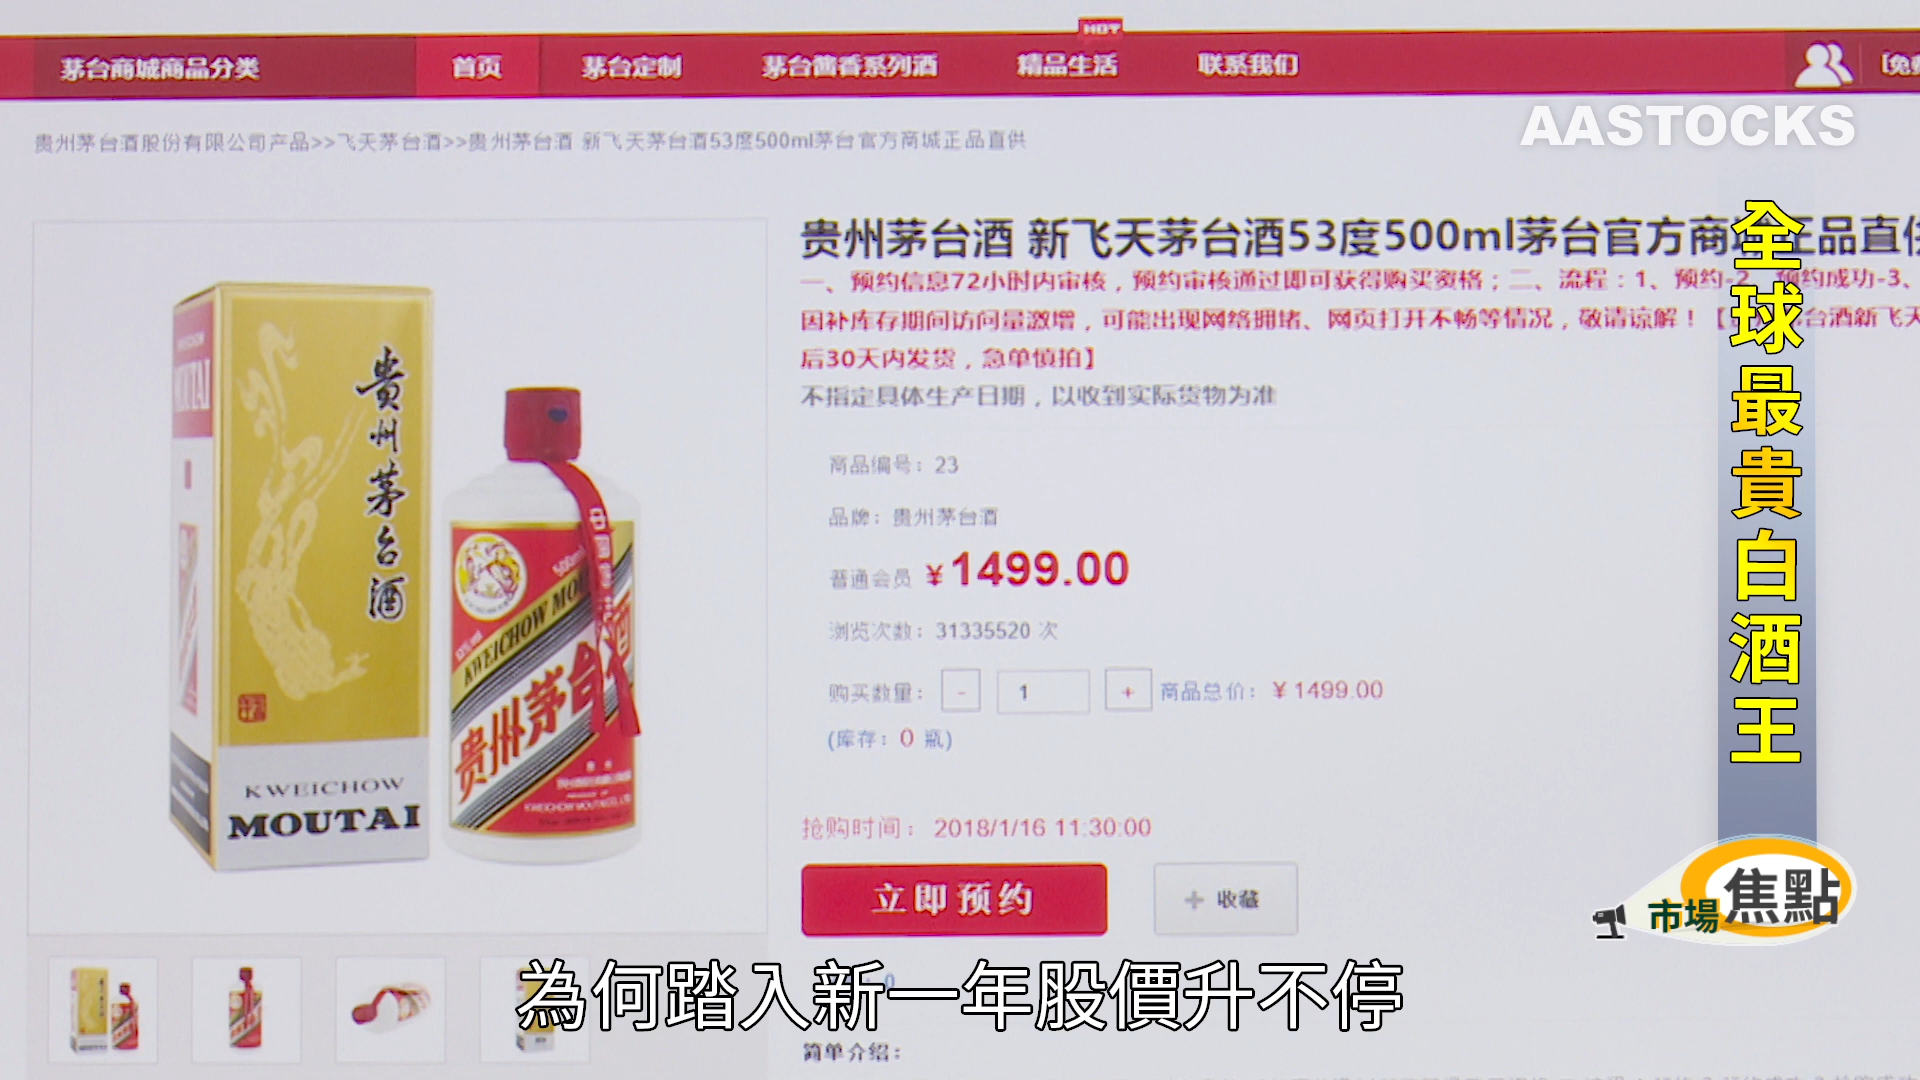 HOT
茅台商城商品分类
首页
茅台定制
茅台酱香系列酒
精品生活
联系我们
AASTOCKS
贵州茅台酒股份有限公司产品>>飞天茅台酒>>贵州茅台酒 新飞天茅台酒53度500ml茅台官方商城正品直供
贵州茅台酒 新飞天茅台酒53度500ml茅台官方商城正品直供
一、预约信息72小时内审核，预约审核通过即可获得购买资格；二、流程：1、预约-2、预约成功-3、
因补库存期间访问量激增，可能出现网络拥堵、网页打开不畅等情况，敬请谅解！
后30天内发货，急单慎拍】
不指定具体生产日期，以收到实际货物为准
商品编号：23
品牌：贵州茅台酒
普通会员 ¥1499.00
浏览次数：31335520 次
购买数量： - 1 + 商品总价：¥1499.00
(库存：0 瓶)
抢购时间： 2018/1/16 11:30:00
立即预约
+ 收藏
简单介绍：
贵州茅台酒
KWEICHOW
MOUTAI
MOUTAI
500ml
KWEICHOW MOU
贵州茅台酒
全球最貴白酒王
市場焦點
為何踏入新一年股價升不停